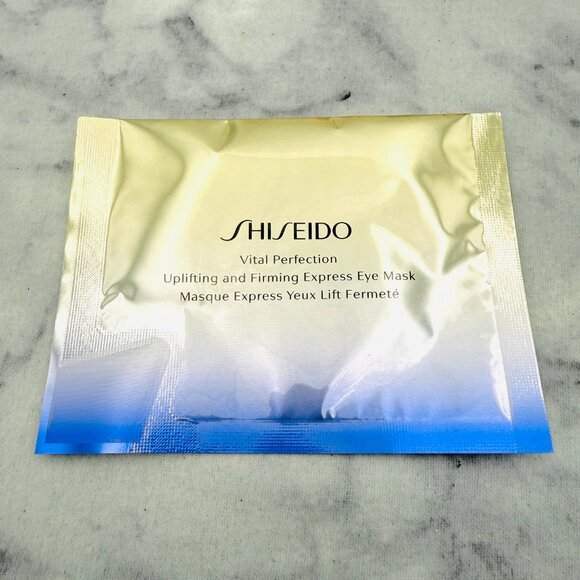 SHISEIDO
Vital Perfection
Uplifting and Firming Express Eye Mask
Masque Express Yeux Lift Fermeté